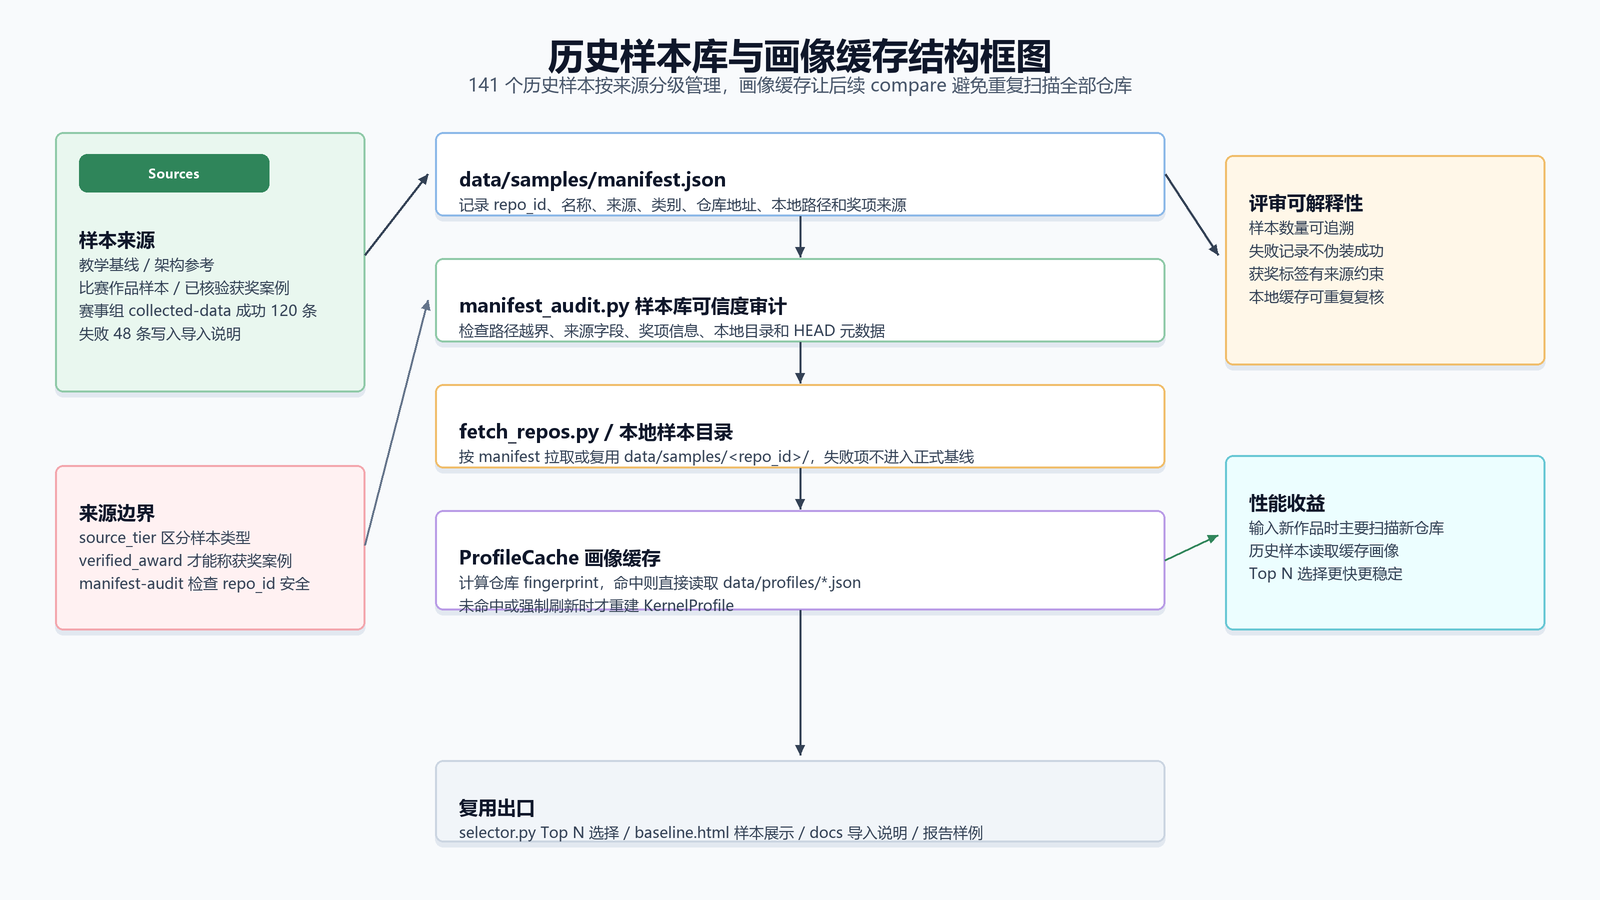 历史样本库与画像缓存结构框图
141 个历史样本按来源分级管理，画像缓存让后续 compare 避免重复扫描全部仓库
Sources
样本来源
教学基线 / 架构参考
比赛作品样本 / 已核验获奖案例
赛事组 collected-data 成功 120 条
失败 48 条写入导入说明
来源边界
source_tier 区分样本类型
verified_award 才能称获奖案例
manifest-audit 检查 repo_id 安全
data/samples/manifest.json
记录 repo_id、名称、来源、类别、仓库地址、本地路径和奖项来源
manifest_audit.py 样本库可信度审计
检查路径越界、来源字段、奖项信息、本地目录和 HEAD 元数据
fetch_repos.py / 本地样本目录
按 manifest 拉取或复用 data/samples/<repo_id>/，失败项不进入正式基线
ProfileCache 画像缓存
计算仓库 fingerprint，命中则直接读取 data/profiles/*.json
未命中或强制刷新时才重建 KernelProfile
复用出口
selector.py Top N 选择 / baseline.html 样本展示 / docs 导入说明 / 报告样例
评审可解释性
样本数量可追溯
失败记录不伪装成功
获奖标签有来源约束
本地缓存可重复复核
性能收益
输入新作品时主要扫描新仓库
历史样本读取缓存画像
Top N 选择更快更稳定